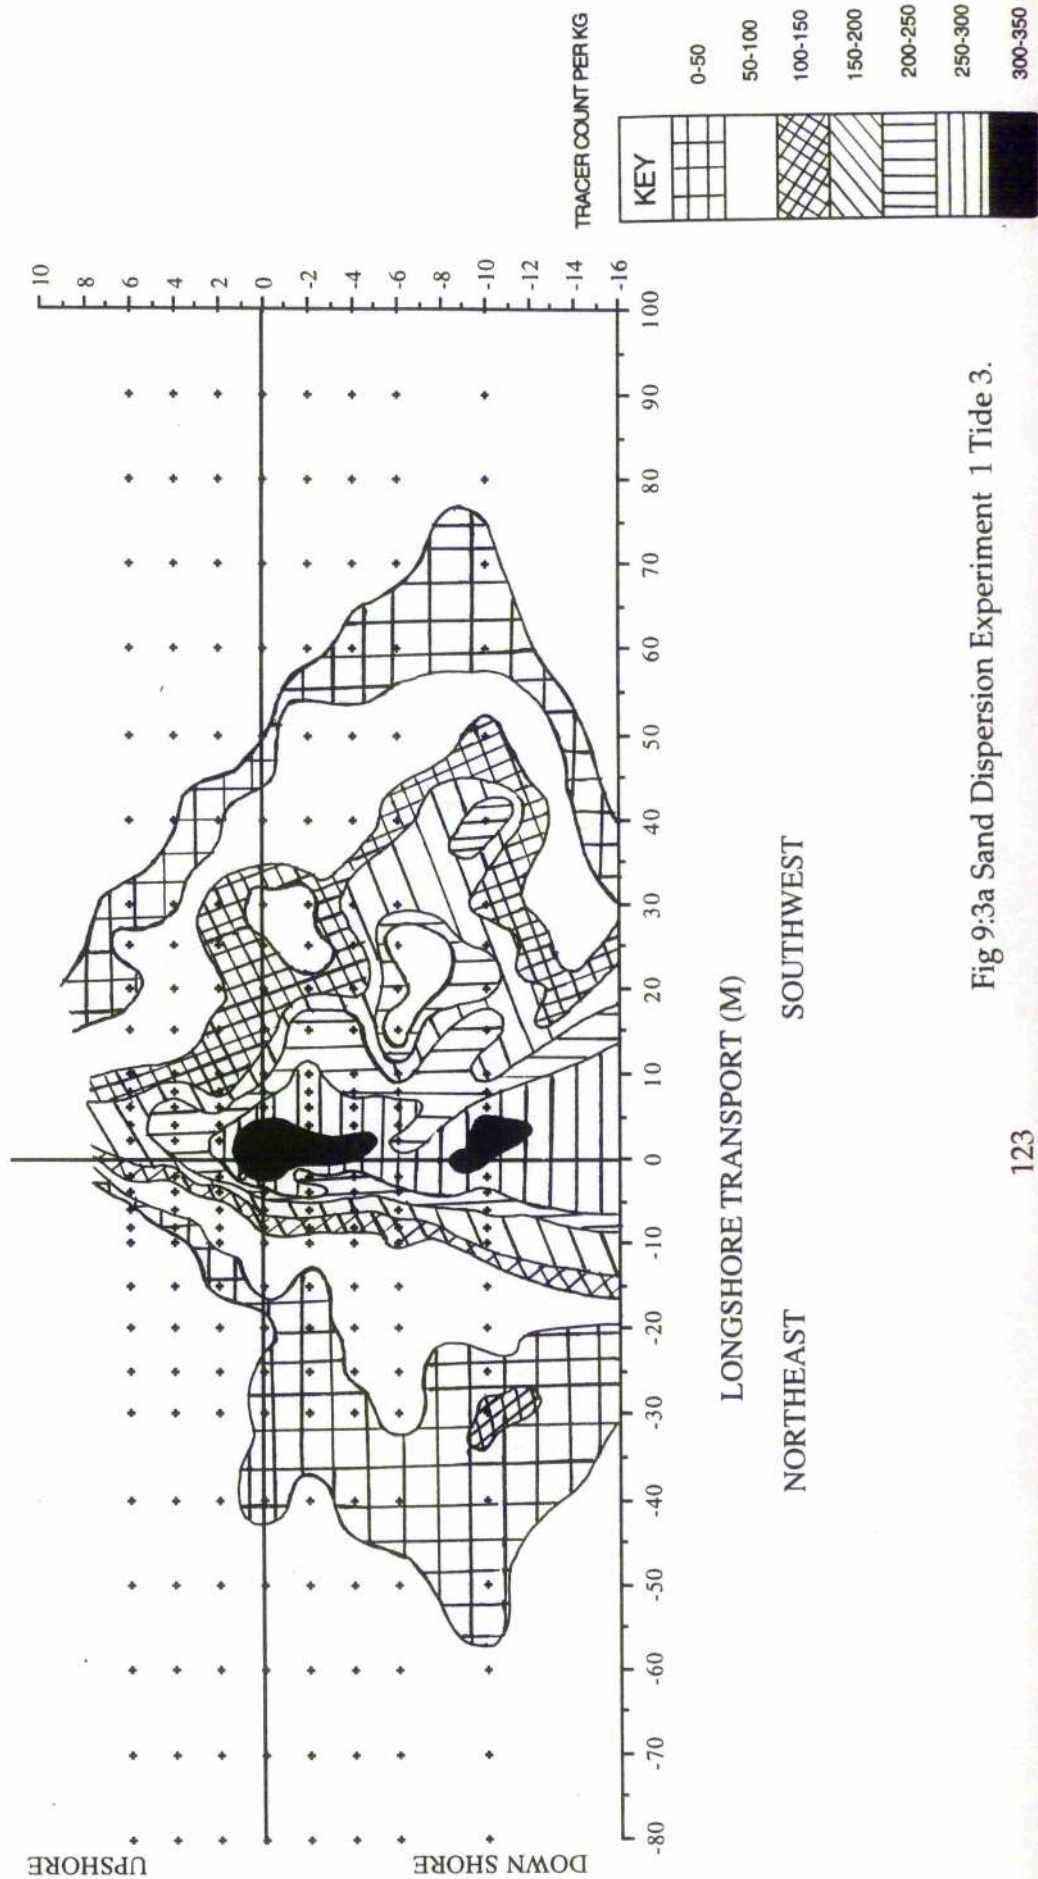 UPSHORE
DOWN SHORE
10
8
6
4
2
0
-2
-4
-6
-8
-10
-12
-14
-16
-80 -70 -60 -50 -40 -30 -20 -10 0 10 20 30 40 50 60 70 80 90 100
LONGSHORE TRANSPORT (M)
NORTHEAST SOUTHWEST
TRACER COUNT PER KG
KEY
0-50
50-100
100-150
150-200
200-250
250-300
300-350
Fig 9:3a Sand Dispersion Experiment 1 Tide 3.
123